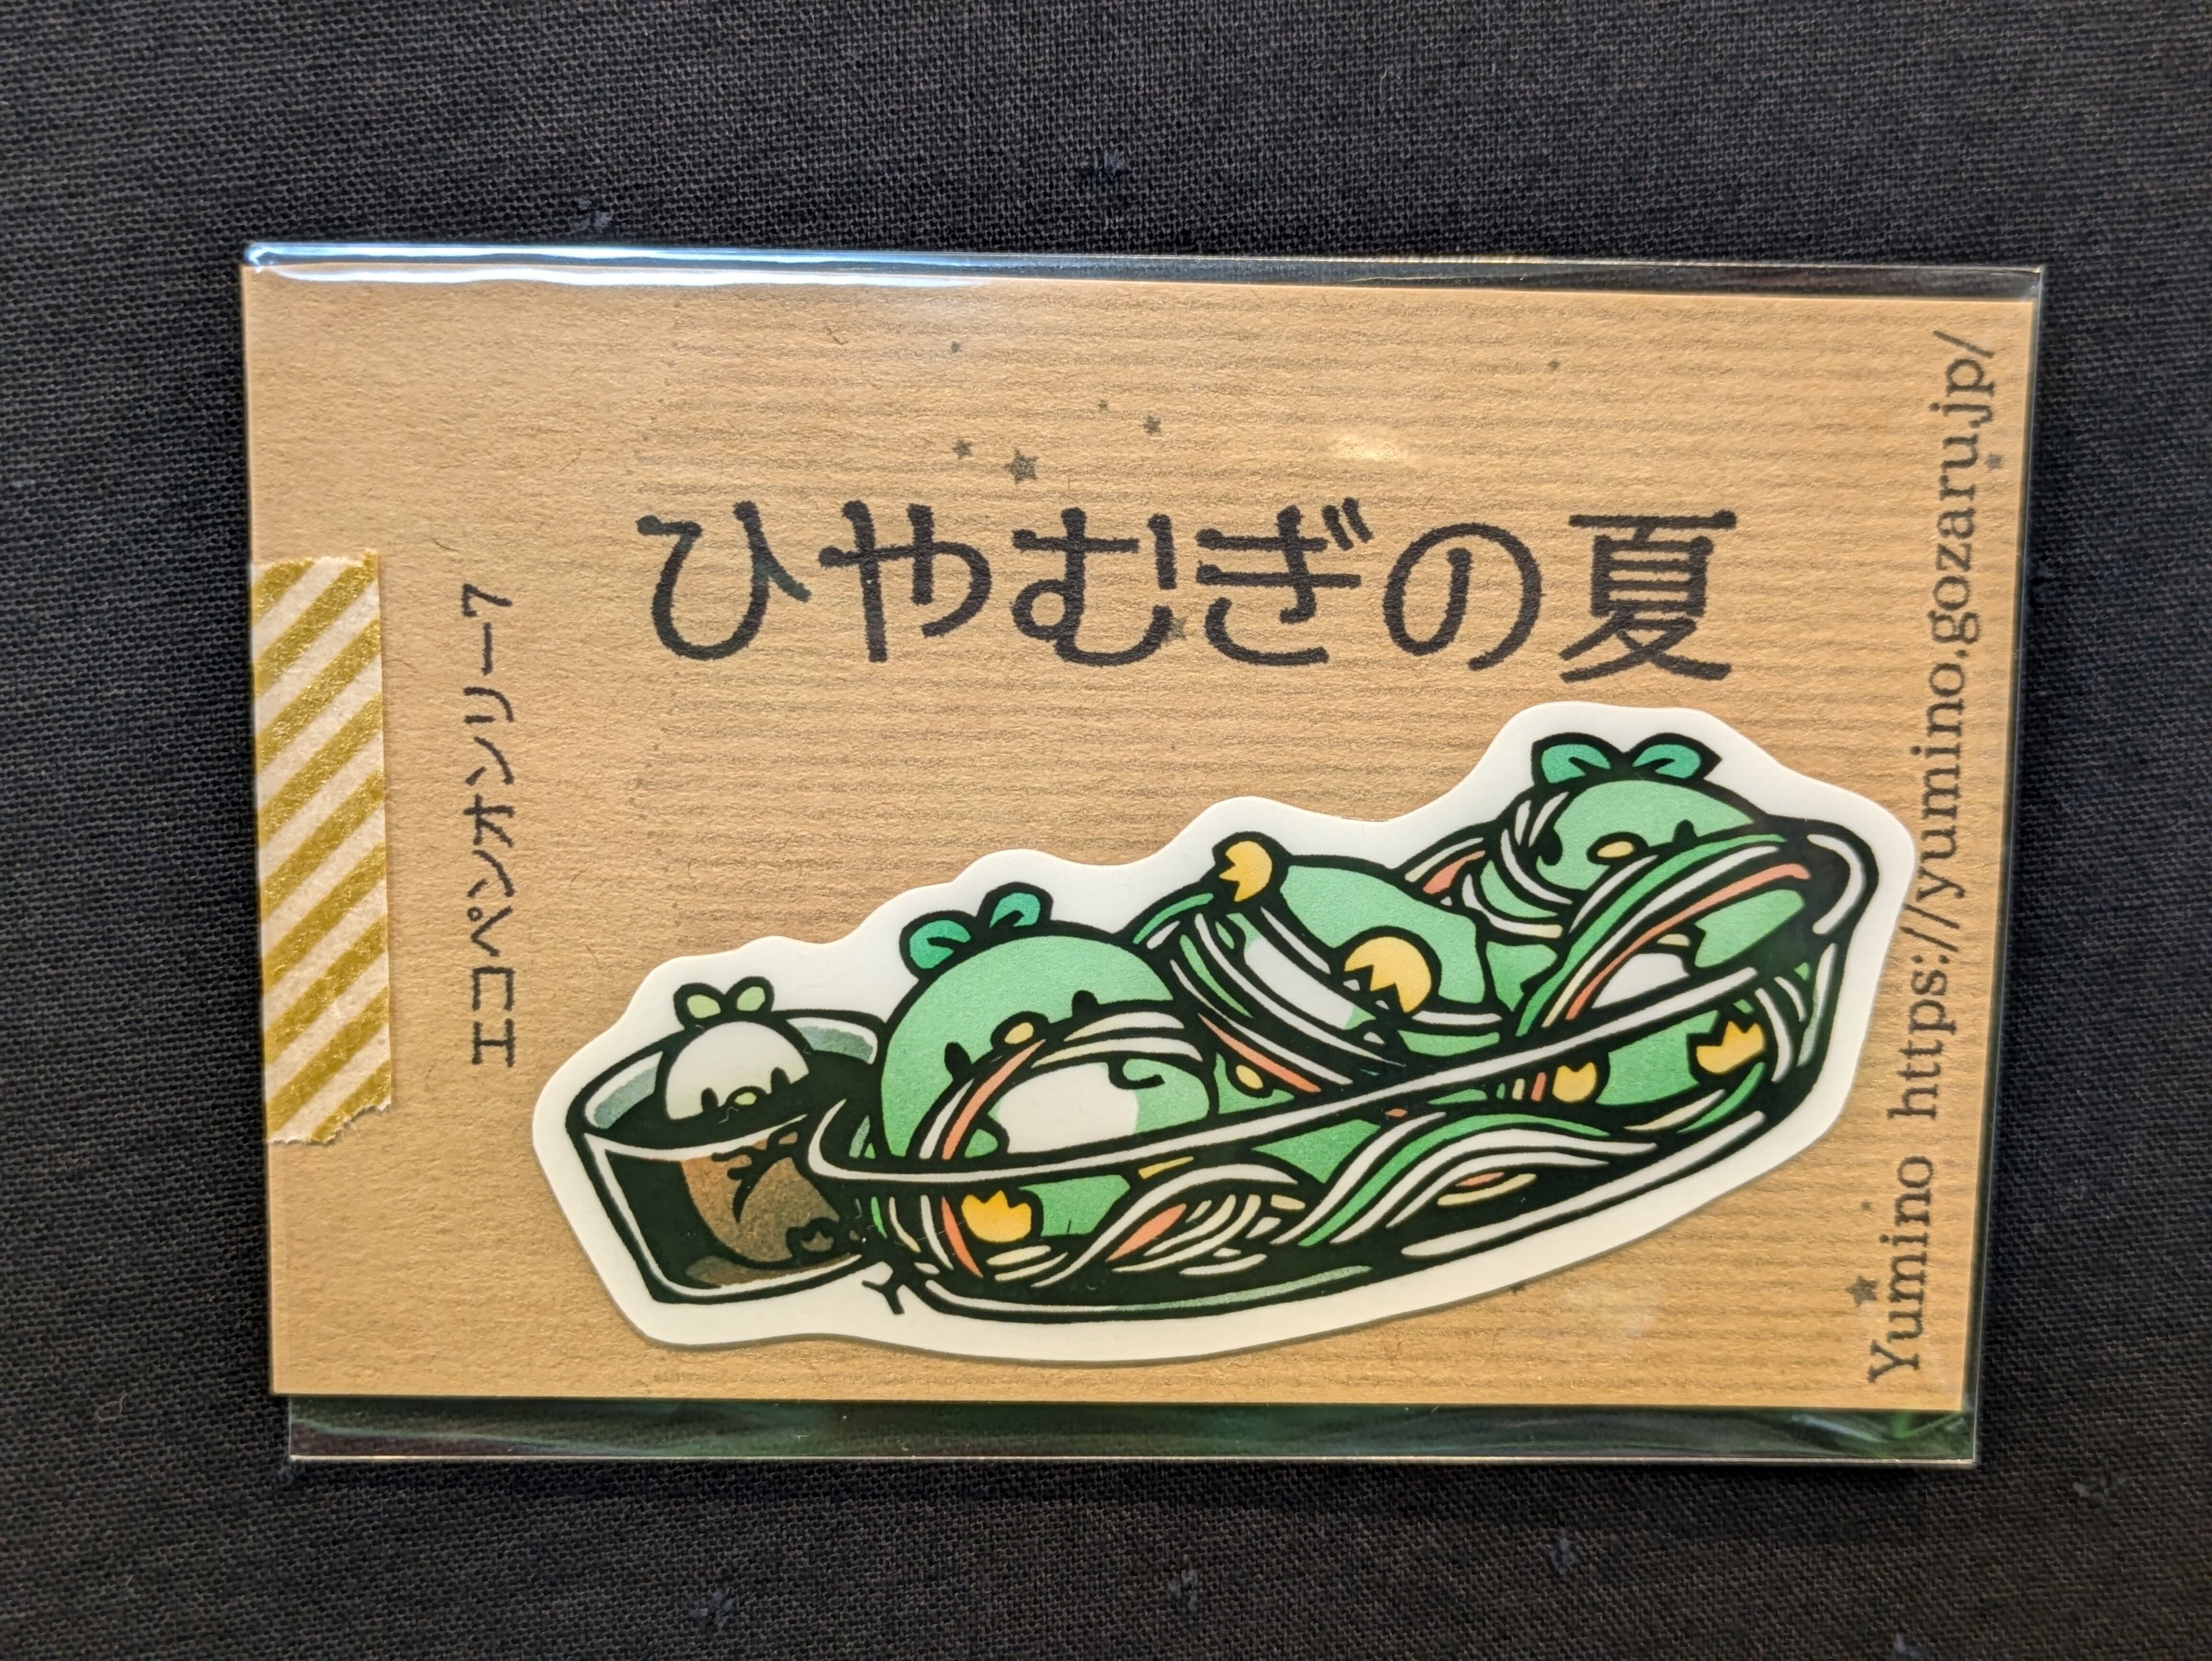 ひやむぎの夏
エコペンオンリー7
Yumino https://yumino.gozaru.jp/